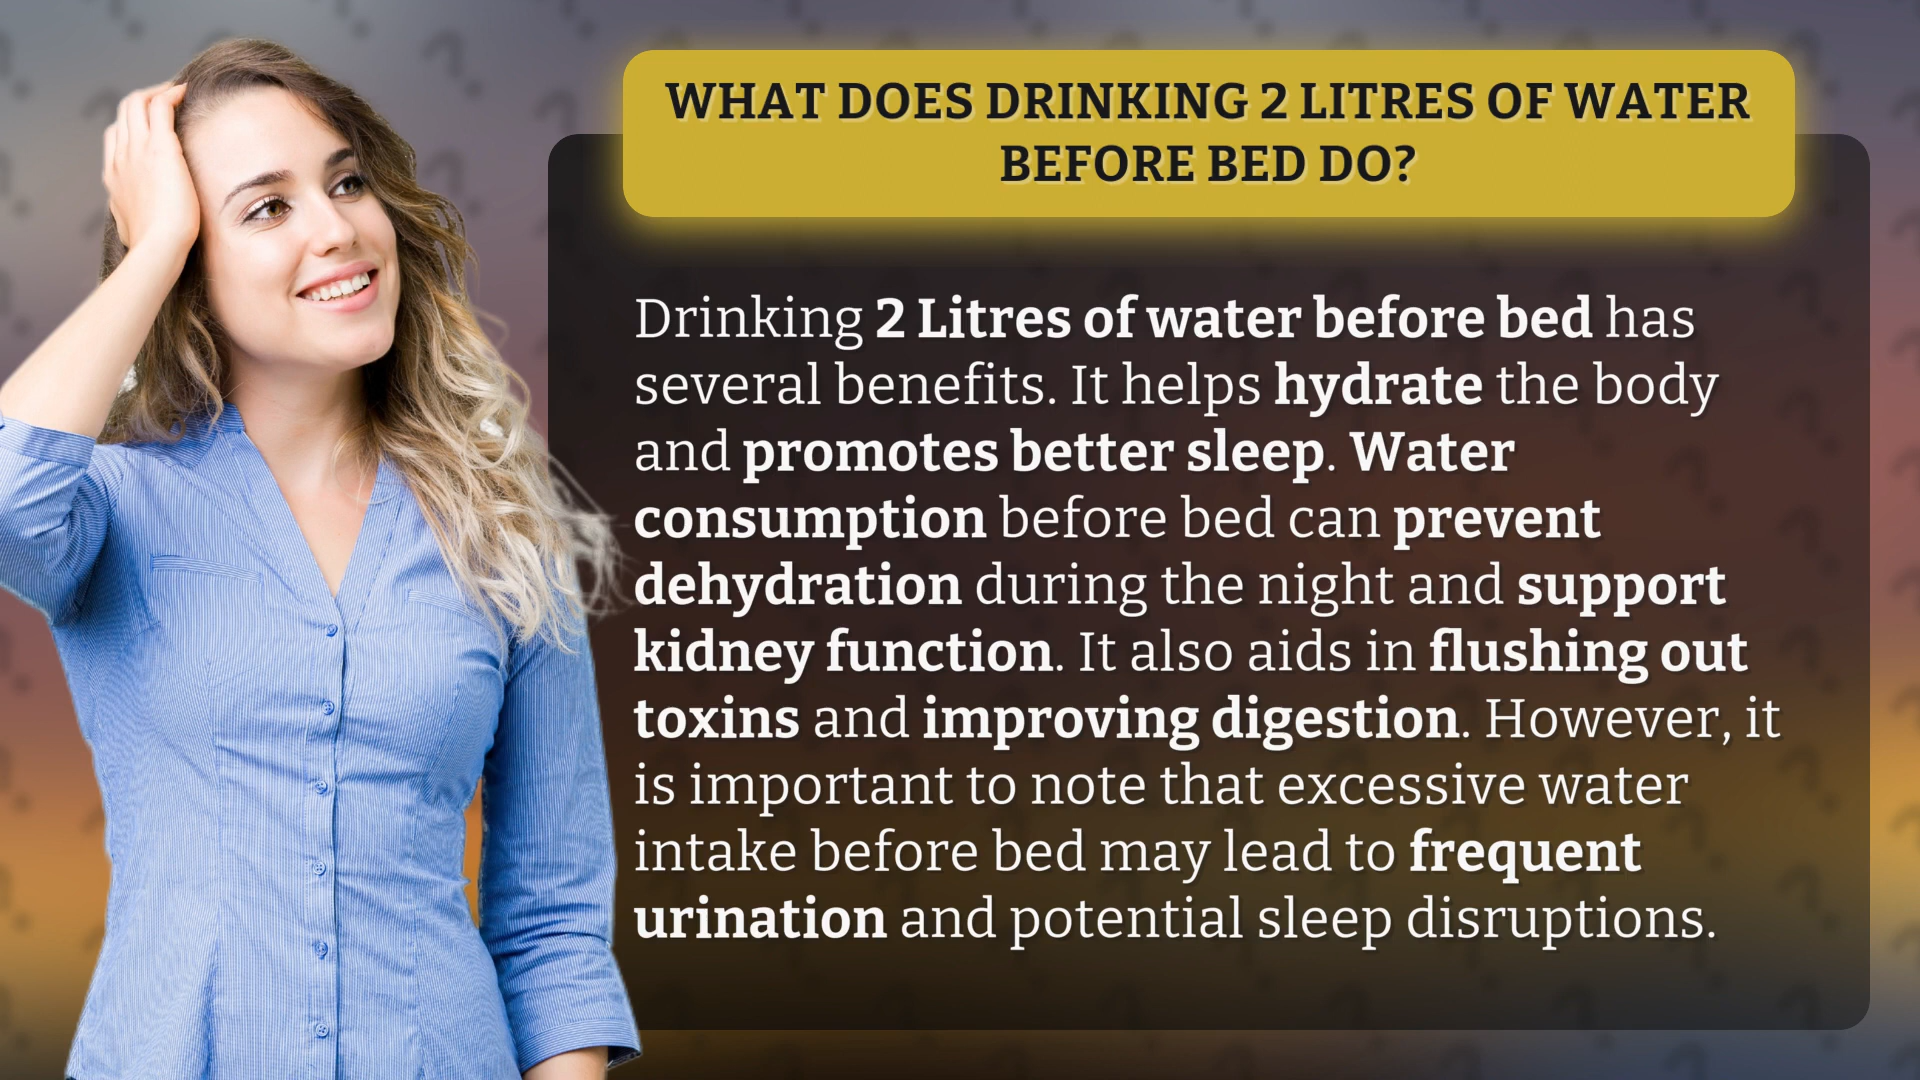 WHAT DOES DRINKING 2 LITRES OF WATER
BEFORE BED DO?
Drinking 2 Litres of water before bed has
several benefits. It helps hydrate the body
and promotes better sleep. Water
consumption before bed can prevent
dehydration during the night and support
kidney function. It also aids in flushing out
toxins and improving digestion. However, it
is important to note that excessive water
intake before bed may lead to frequent
urination and potential sleep disruptions.